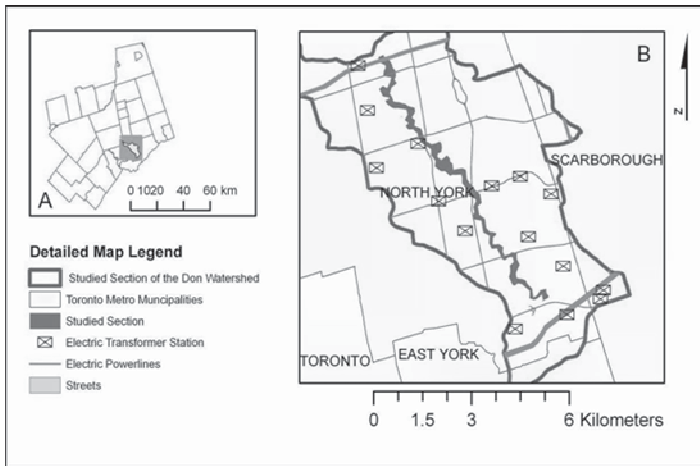 A
0 1020 40 60 km
Detailed Map Legend
Studied Section of the Don Watershed
Toronto Metro Muncipalities
Studied Section
Electric Transformer Station
Electric Powerlines
Streets
B
SCARBOROUGH
NORTH YORK
TORONTO
EAST YORK
0 1.5 3 6 Kilometers
N